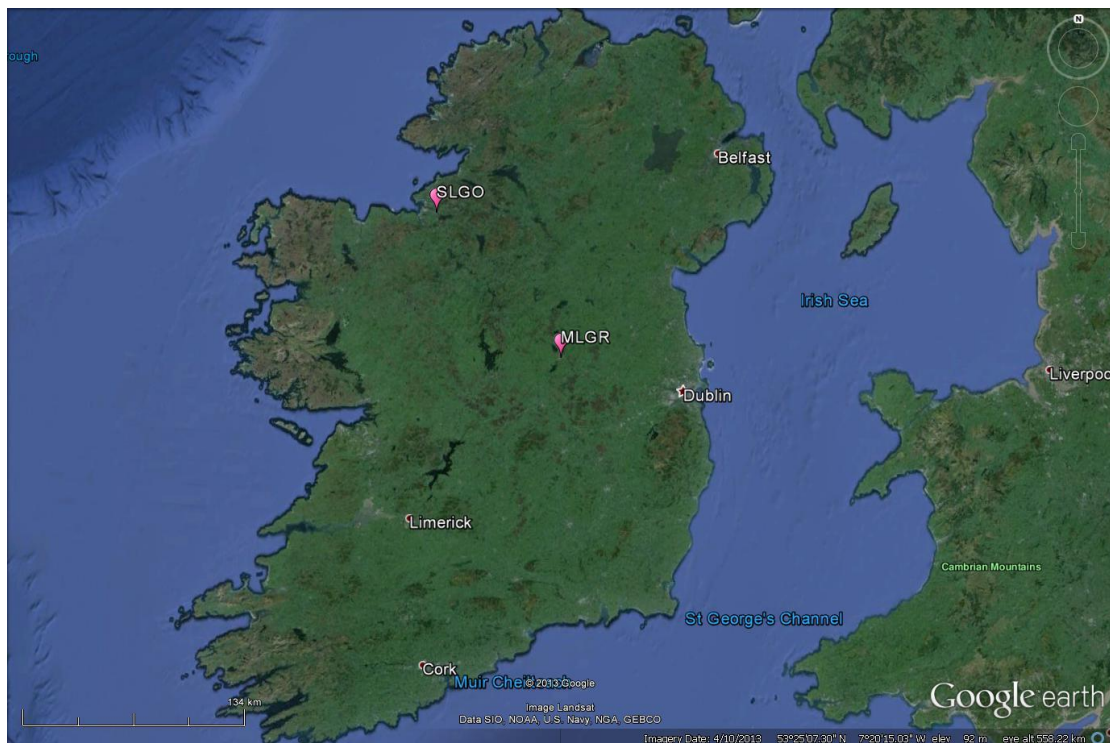 N
ough
Belfast
SLGO
Irish Sea
MLGR
Liverpoo
Dublin
Limerick
Cambrian Mountains
St George's Channel
Cork
Muir Chei
© 2013 Google
134 km
Image Landsat
Data SIO, NOAA, U.S. Navy, NGA, GEBCO
Google earth
Imagery Date: 4/10/2013 53°25'07.30" N 7°20'15.03" W elev 92 m eye alt 558.22 km